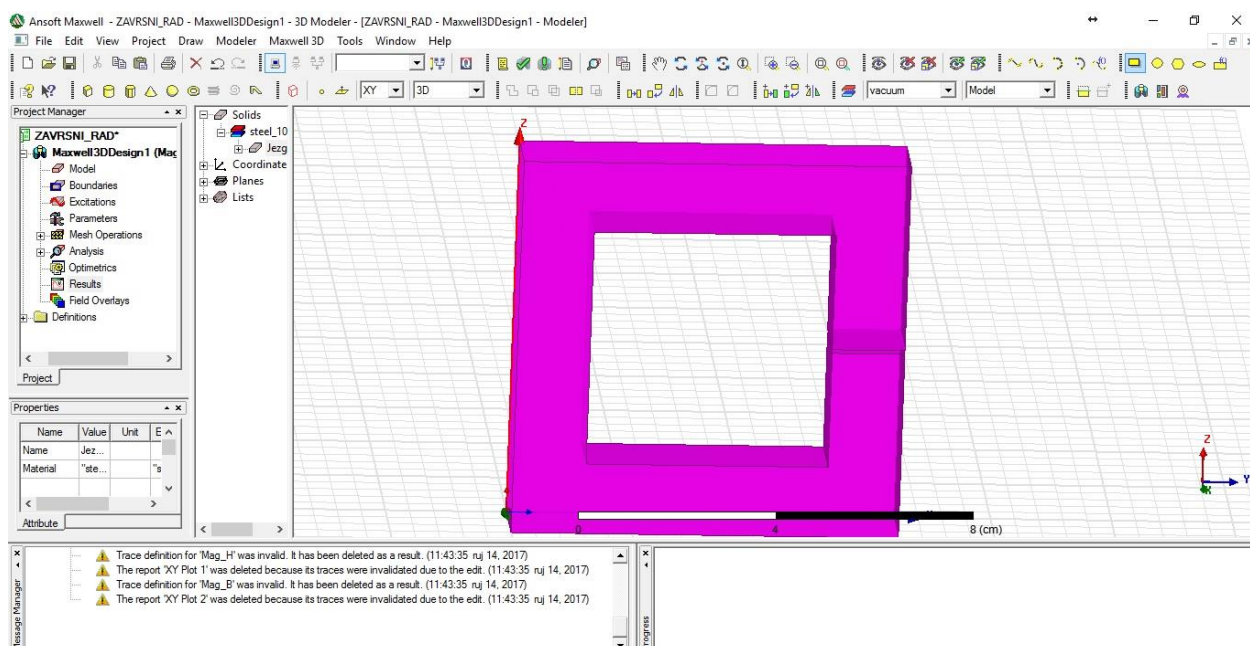 Ansoft Maxwell - ZAVRSNI_RAD - Maxwell3DDesign1 - 3D Modeler - [ZAVRSNI_RAD - Maxwell3DDesign1 - Modeler]
File Edit View Project Draw Modeler Maxwell 3D Tools Window Help
XY 3D vacuum Model
Project Manager
ZAVRSNI_RAD*
Maxwell3DDesign1 (Mag
Model
Boundaries
Excitations
Parameters
Mesh Operations
Analysis
Optimetrics
Results
Field Overlays
Definitions
Project
Solids
steel_10
Jezg
Coordinate
Planes
Lists
Z
Z
Y
X
0 4 8 (cm)
Properties
Name Value Unit E
Name Jez...
Material "ste... "s
Attribute
Trace definition for 'Mag_H' was invalid. It has been deleted as a result. (11:43:35 ruj 14, 2017)
The report 'XY Plot 1' was deleted because its traces were invalidated due to the edit. (11:43:35 ruj 14, 2017)
Trace definition for 'Mag_B' was invalid. It has been deleted as a result. (11:43:35 ruj 14, 2017)
The report 'XY Plot 2' was deleted because its traces were invalidated due to the edit. (11:43:35 ruj 14, 2017)
Message Manager
rogress